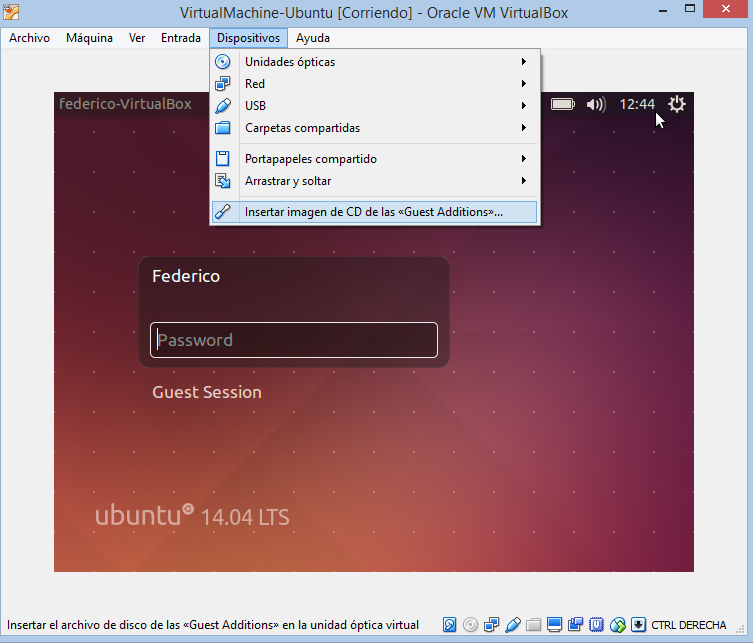 VirtualMachine-Ubuntu [Corriendo] - Oracle VM VirtualBox
Archivo Máquina Ver Entrada Dispositivos Ayuda
Unidades ópticas
Red
USB
Carpetas compartidas
Portapapeles compartido
Arrastrar y soltar
Insertar imagen de CD de las «Guest Additions»...
federico-VirtualBox 12:44
Federico
Password
Guest Session
ubuntu 14.04 LTS
Insertar el archivo de disco de las «Guest Additions» en la unidad óptica virtual CTRL DERECHA